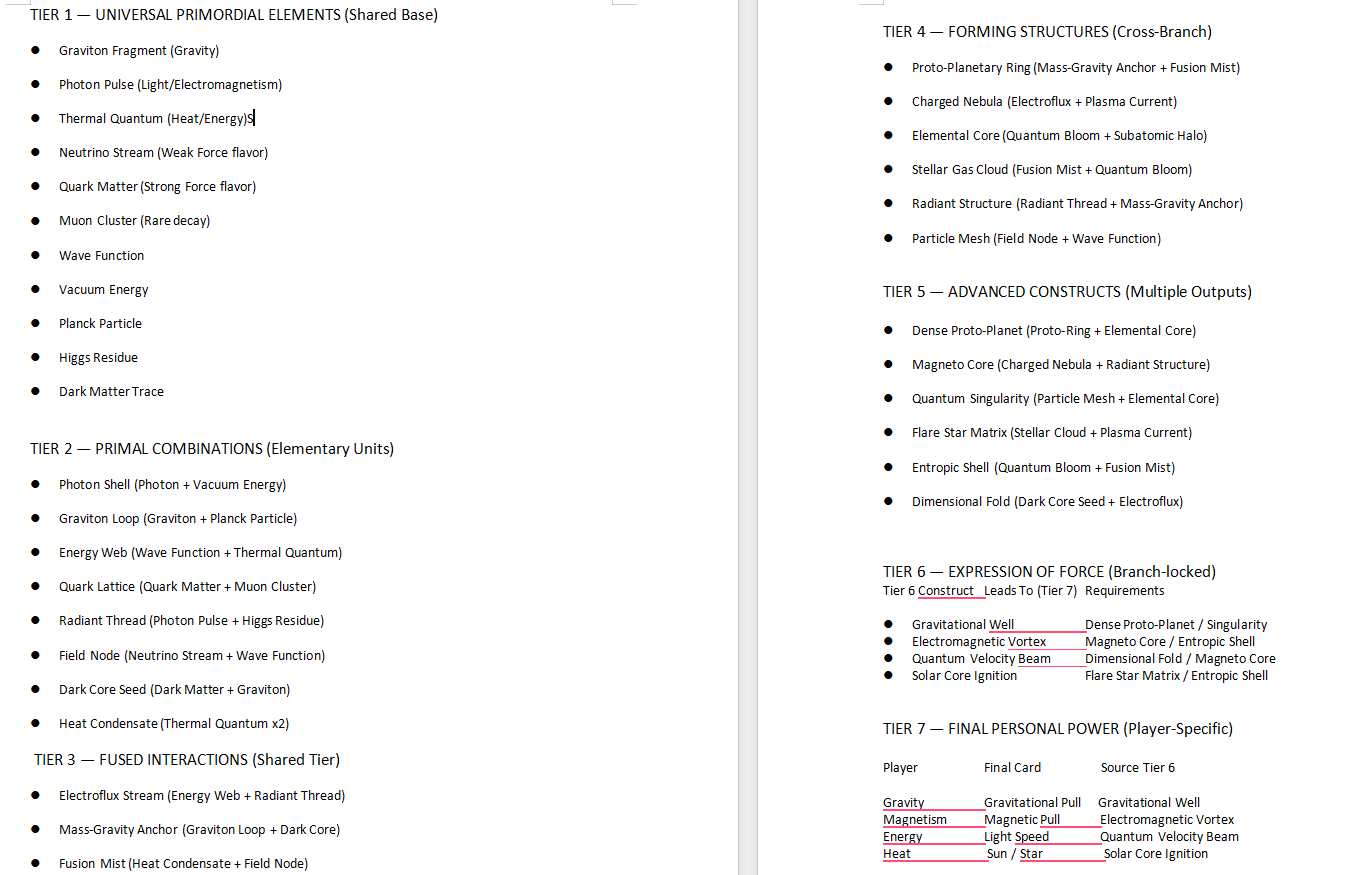 TIER 1 — UNIVERSAL PRIMORDIAL ELEMENTS (Shared Base)
● Graviton Fragment (Gravity)
● Photon Pulse (Light/Electromagnetism)
● Thermal Quantum (Heat/Energy)S
● Neutrino Stream (Weak Force flavor)
● Quark Matter (Strong Force flavor)
● Muon Cluster (Rare decay)
● Wave Function
● Vacuum Energy
● Planck Particle
● Higgs Residue
● Dark Matter Trace
TIER 2 — PRIMAL COMBINATIONS (Elementary Units)
● Photon Shell (Photon + Vacuum Energy)
● Graviton Loop (Graviton + Planck Particle)
● Energy Web (Wave Function + Thermal Quantum)
● Quark Lattice (Quark Matter + Muon Cluster)
● Radiant Thread (Photon Pulse + Higgs Residue)
● Field Node (Neutrino Stream + Wave Function)
● Dark Core Seed (Dark Matter + Graviton)
● Heat Condensate (Thermal Quantum x2)
TIER 3 — FUSED INTERACTIONS (Shared Tier)
● Electroflux Stream (Energy Web + Radiant Thread)
● Mass-Gravity Anchor (Graviton Loop + Dark Core)
● Fusion Mist (Heat Condensate + Field Node)
TIER 4 — FORMING STRUCTURES (Cross-Branch)
● Proto-Planetary Ring (Mass-Gravity Anchor + Fusion Mist)
● Charged Nebula (Electroflux + Plasma Current)
● Elemental Core (Quantum Bloom + Subatomic Halo)
● Stellar Gas Cloud (Fusion Mist + Quantum Bloom)
● Radiant Structure (Radiant Thread + Mass-Gravity Anchor)
● Particle Mesh (Field Node + Wave Function)
TIER 5 — ADVANCED CONSTRUCTS (Multiple Outputs)
● Dense Proto-Planet (Proto-Ring + Elemental Core)
● Magneto Core (Charged Nebula + Radiant Structure)
● Quantum Singularity (Particle Mesh + Elemental Core)
● Flare Star Matrix (Stellar Cloud + Plasma Current)
● Entropic Shell (Quantum Bloom + Fusion Mist)
● Dimensional Fold (Dark Core Seed + Electroflux)
TIER 6 — EXPRESSION OF FORCE (Branch-locked)
Tier 6 Construct Leads To (Tier 7) Requirements
● Gravitational Well Dense Proto-Planet / Singularity
● Electromagnetic Vortex Magneto Core / Entropic Shell
● Quantum Velocity Beam Dimensional Fold / Magneto Core
● Solar Core Ignition Flare Star Matrix / Entropic Shell
TIER 7 — FINAL PERSONAL POWER (Player-Specific)
Player Final Card Source Tier 6
Gravity Gravitational Pull Gravitational Well
Magnetism Magnetic Pull Electromagnetic Vortex
Energy Light Speed Quantum Velocity Beam
Heat Sun / Star Solar Core Ignition